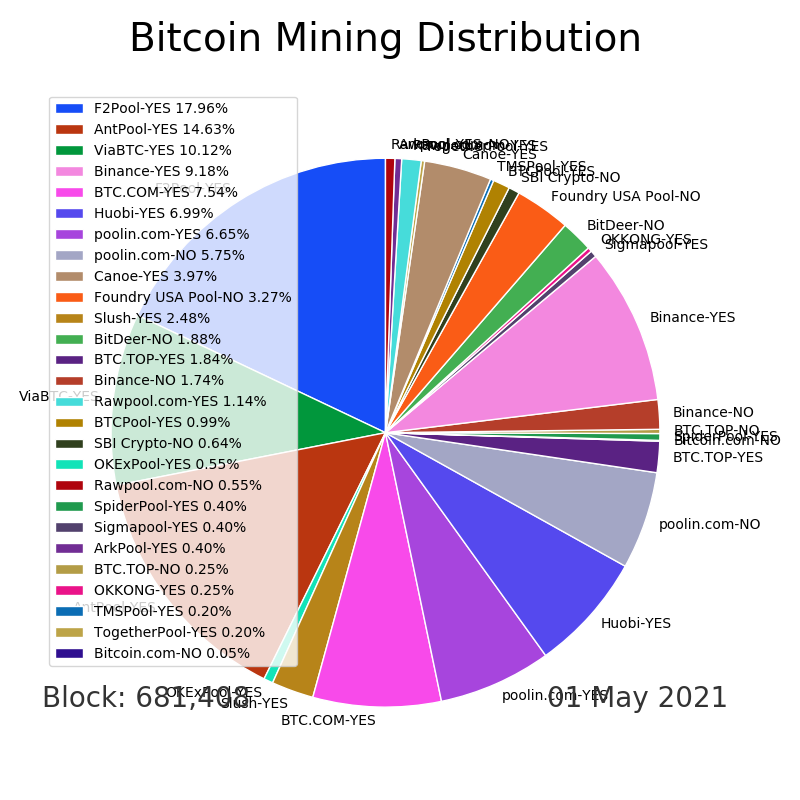 Bitcoin Mining Distribution
F2Pool-YES 17.96%
AntPool-YES 14.63%
ViaBTC-YES 10.12%
Binance-YES 9.18%
BTC.COM-YES 7.54%
Huobi-YES 6.99%
poolin.com-YES 6.65%
poolin.com-NO 5.75%
Canoe-YES 3.97%
Foundry USA Pool-NO 3.27%
Slush-YES 2.48%
BitDeer-NO 1.88%
BTC.TOP-YES 1.84%
Binance-NO 1.74%
Rawpool.com-YES 1.14%
BTCPool-YES 0.99%
SBI Crypto-NO 0.64%
OKExPool-YES 0.55%
Rawpool.com-NO 0.55%
SpiderPool-YES 0.40%
Sigmapool-YES 0.40%
ArkPool-YES 0.40%
BTC.TOP-NO 0.25%
OKKONG-YES 0.25%
TMSPool-YES 0.20%
TogetherPool-YES 0.20%
Bitcoin.com-NO 0.05%
Canoe-YES
TMSPool-YES
BTCPool-YES
SBI Crypto-NO
Foundry USA Pool-NO
BitDeer-NO
OKKONG-YES
Sigmapool-YES
Binance-YES
Binance-NO
BTC.TOP-NO
SpiderPool-YES
Bitcoin.com-NO
BTC.TOP-YES
poolin.com-NO
Huobi-YES
poolin.com-YES
BTC.COM-YES
Slush-YES
OKExPool-YES
AntPool-YES
ViaBTC-YES
F2Pool-YES
Block: 681,408
01 May 2021